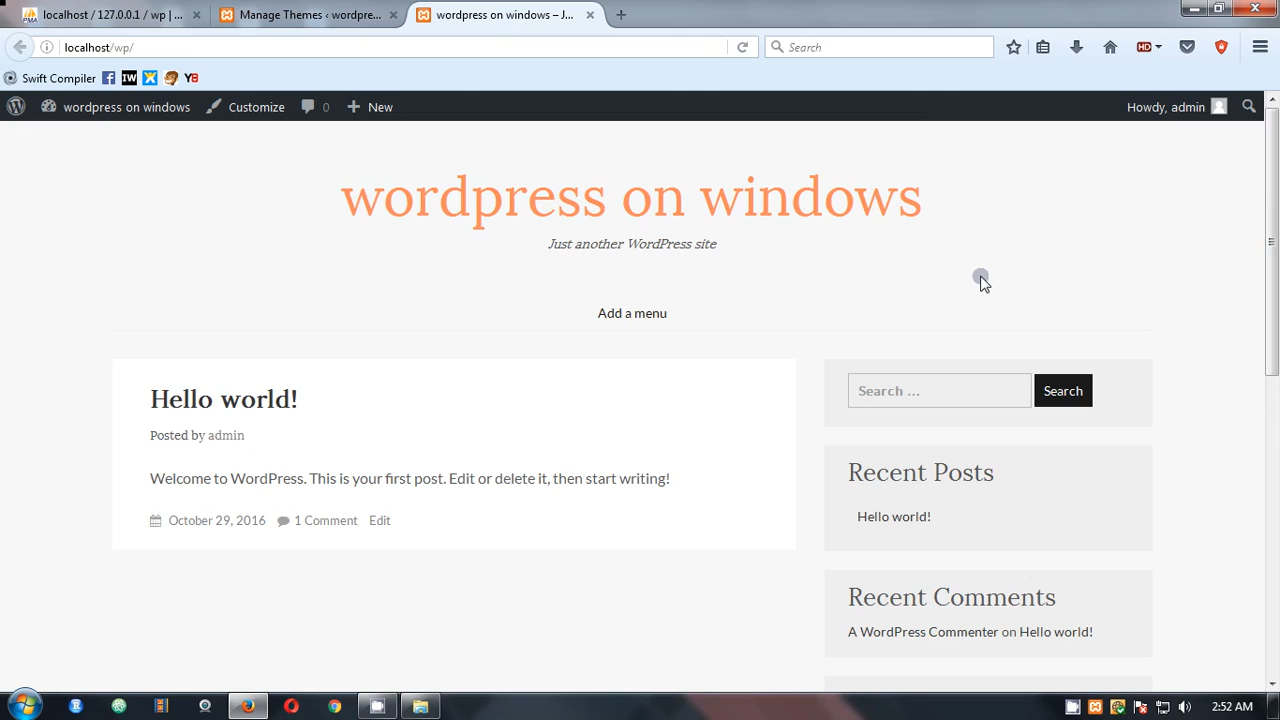 localhost / 127.0.0.1 / wp | ...
Manage Themes ‹ wordpre...
wordpress on windows – J...
localhost/wp/
Search
HD
Swift Compiler
IW
Y8
wordpress on windows
Customize
0
New
Howdy, admin
wordpress on windows
Just another WordPress site
Add a menu
Hello world!
Posted by admin
Welcome to WordPress. This is your first post. Edit or delete it, then start writing!
October 29, 2016
1 Comment
Edit
Search ...
Search
Recent Posts
Hello world!
Recent Comments
A WordPress Commenter on Hello world!
2:52 AM